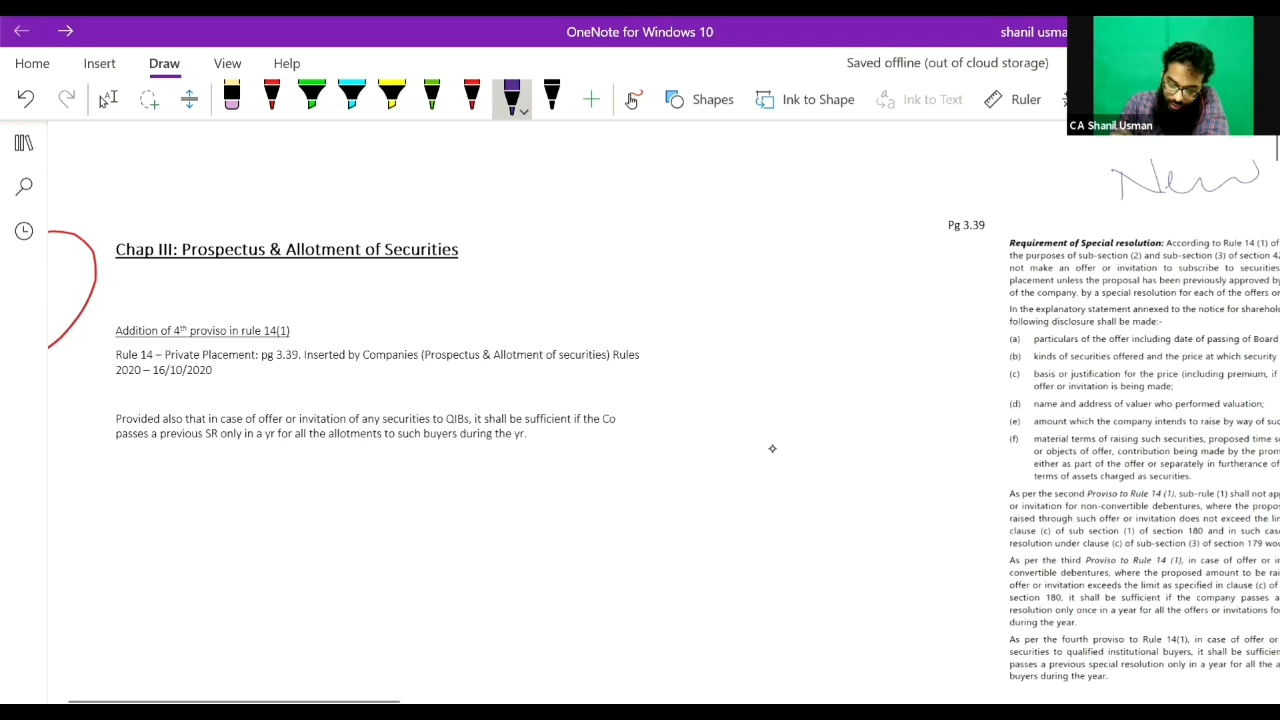 OneNote for Windows 10
shanil usma
Home
Insert
Draw
View
Help
Saved offline (out of cloud storage)
Shapes
Ink to Shape
Ink to Text
Ruler
CA Shanil Usman
New
Pg 3.39
Chap III: Prospectus & Allotment of Securities
Addition of 4th proviso in rule 14(1)
Rule 14 – Private Placement: pg 3.39. Inserted by Companies (Prospectus & Allotment of securities) Rules
2020 – 16/10/2020
Provided also that in case of offer or invitation of any securities to QIBs, it shall be sufficient if the Co
passes a previous SR only in a yr for all the allotments to such buyers during the yr.
Requirement of Special resolution: According to Rule 14 (1) of
the purposes of sub-section (2) and sub-section (3) of section 42
not make an offer or invitation to subscribe to securities
placement unless the proposal has been previously approved by
of the company, by a special resolution for each of the offers or
In the explanatory statement annexed to the notice for shareho
following disclosure shall be made:-
(a) particulars of the offer including date of passing of Board
(b) kinds of securities offered and the price at which security
(c) basis or justification for the price (including premium, if
offer or invitation is being made;
(d) name and address of valuer who performed valuation;
(e) amount which the company intends to raise by way of suc
(f) material terms of raising such securities, proposed time s
or objects of offer, contribution being made by the prom
either as part of the offer or separately in furtherance of
terms of assets charged as securities.
As per the second Proviso to Rule 14 (1), sub-rule (1) shall not app
or invitation for non-convertible debentures, where the propos
raised through such offer or invitation does not exceed the lim
clause (c) of sub section (1) of section 180 and in such case
resolution under clause (c) of sub-section (3) of section 179 wou
As per the third Proviso to Rule 14 (1), in case of offer or in
convertible debentures, where the proposed amount to be rai
offer or invitation exceeds the limit as specified in clause (c) of
section 180, it shall be sufficient if the company passes a
resolution only once in a year for all the offers or invitations fo
during the year.
As per the fourth proviso to Rule 14(1), in case of offer or
securities to qualified institutional buyers, it shall be sufficien
passes a previous special resolution only in a year for all the a
buyers during the year.